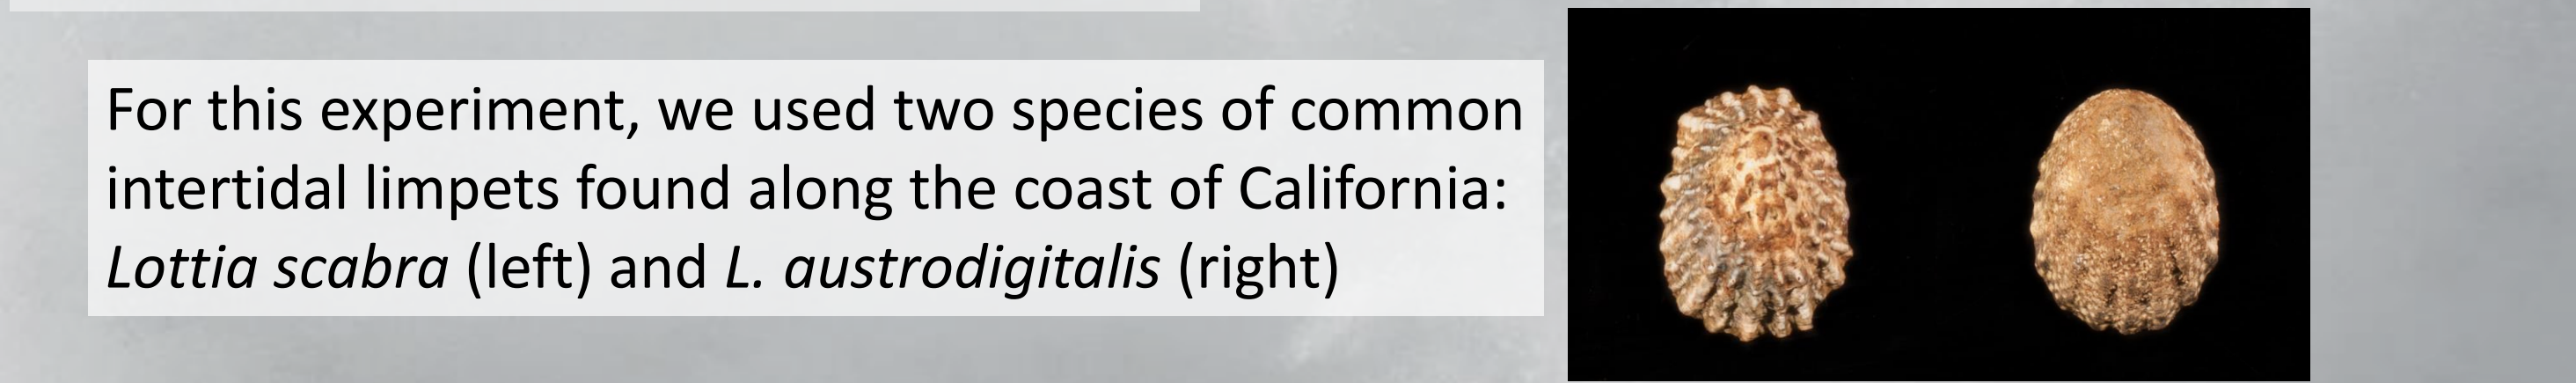 For this experiment, we used two species of common
intertidal limpets found along the coast of California:
Lottia scabra (left) and L. austrodigitalis (right)